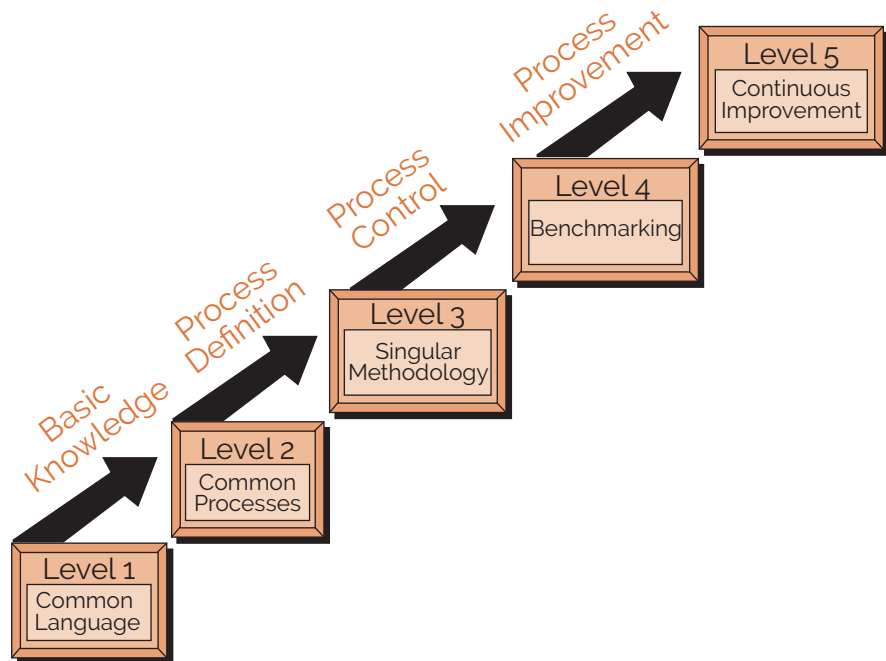 Level 5
Continuous
Improvement
Process
Improvement
Level 4
Benchmarking
Process
Control
Level 3
Singular
Methodology
Process
Definition
Level 2
Common
Processes
Basic
Knowledge
Level 1
Common
Language